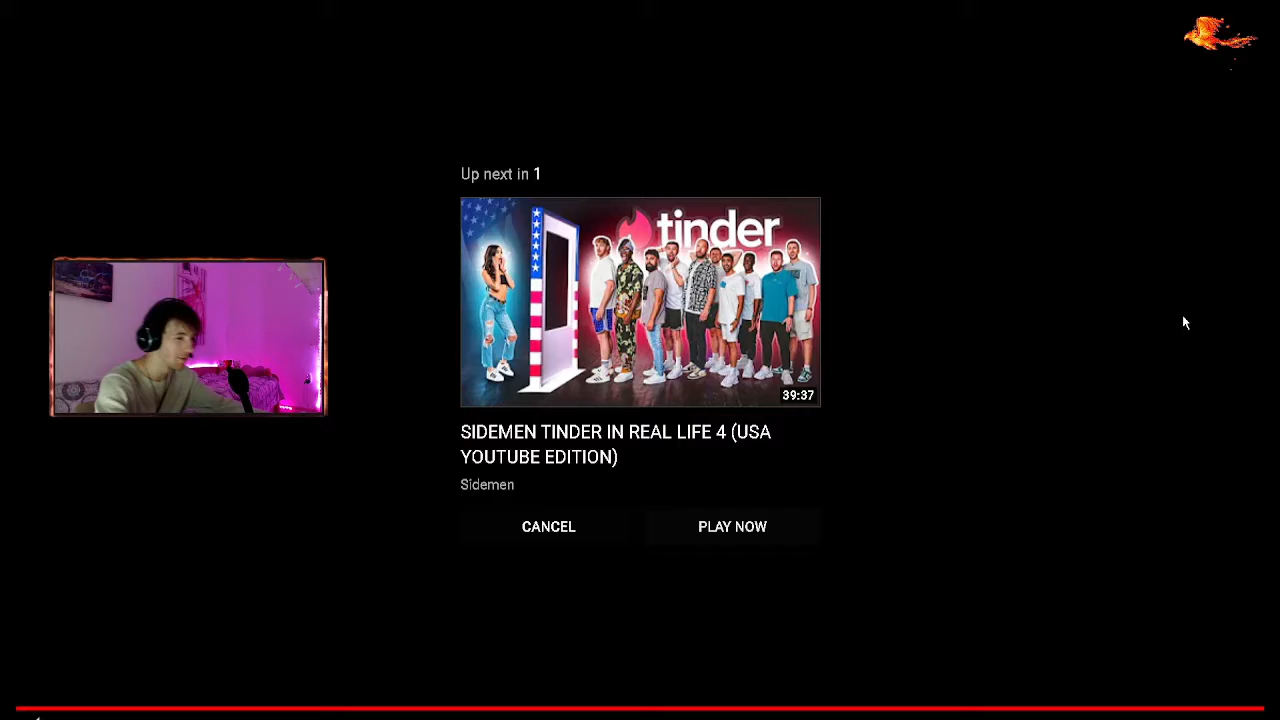 Up next in 1
tinder
39:37
SIDEMEN TINDER IN REAL LIFE 4 (USA
YOUTUBE EDITION)
Sidemen
CANCEL
PLAY NOW